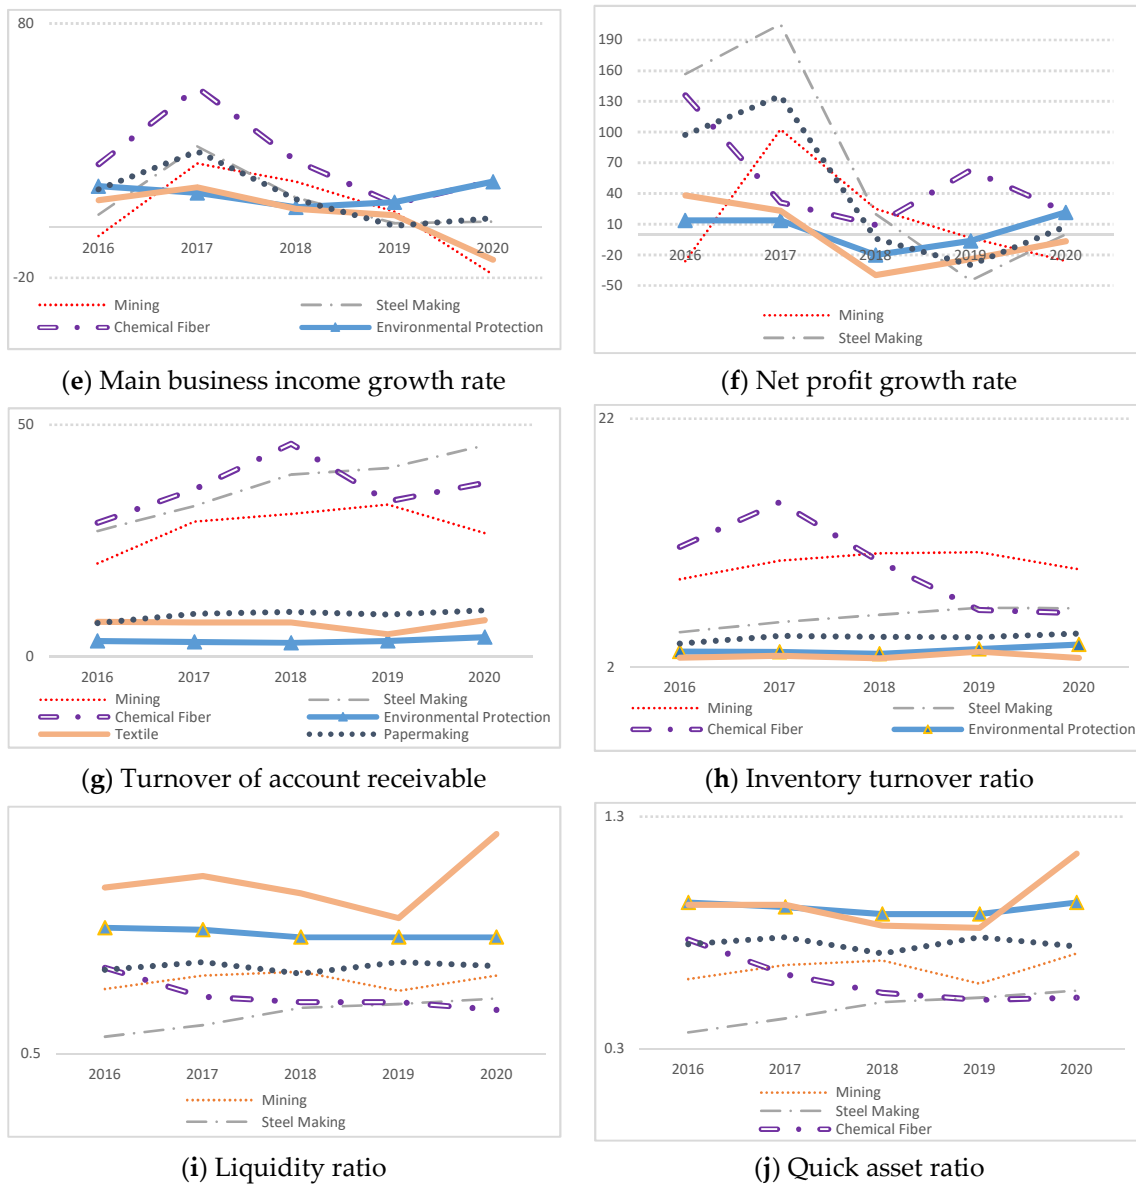 80
2016 2017 2018 2019 2020
-20
Mining Steel Making
Chemical Fiber Environmental Protection
(e) Main business income growth rate
190
160
130
100
70
40
10
2016 2017 2018 2019 2020
-20
-50
Mining
Steel Making
(f) Net profit growth rate
50
0
2016 2017 2018 2019 2020
Mining Steel Making
Chemical Fiber Environmental Protection
Textile Papermaking
(g) Turnover of account receivable
22
2
2016 2017 2018 2019 2020
Mining Steel Making
Chemical Fiber Environmental Protection
(h) Inventory turnover ratio
0.5
2016 2017 2018 2019 2020
Mining
Steel Making
(i) Liquidity ratio
1.3
0.3
2016 2017 2018 2019 2020
Mining
Steel Making
Chemical Fiber
(j) Quick asset ratio